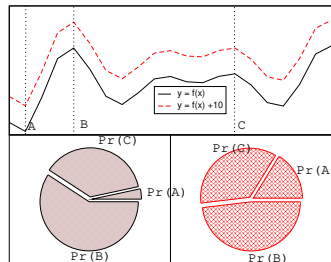 y = f(x)
y = f(x) +10
A
B
C
Pr(C)
Pr(A)
Pr(B)
Pr(C)
Pr(A
Pr(B)